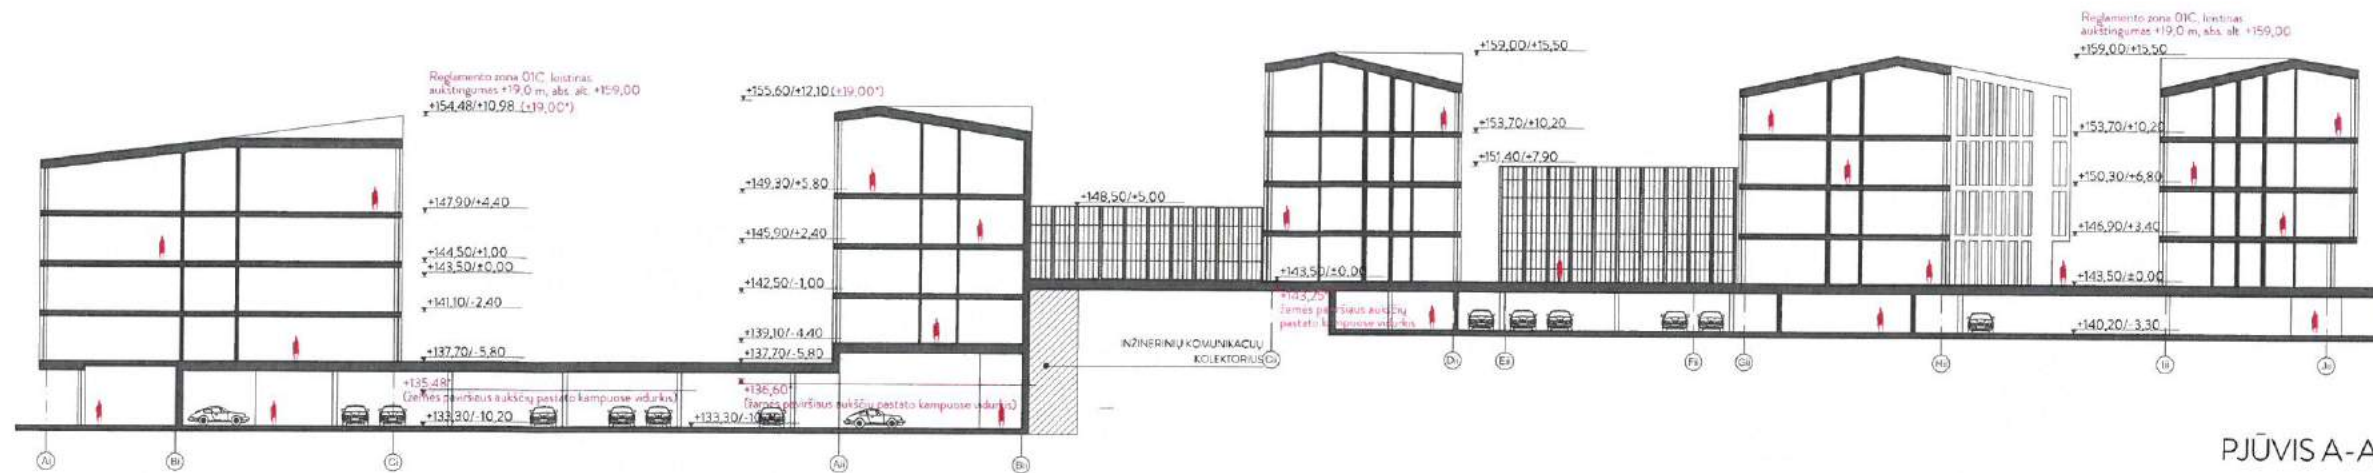 Reglamento zona 01C, leistinas
aukštingumas +19,0 m, abs. alt. +159,00
+154,48/+10,98 (+19,00*)
+147,90/+4,40
+144,50/+1,00
+143,50/±0,00
+141,10/-2,40
+137,70/-5,80
+135,48*
(žemės paviršiaus aukščių pastato kampuose vidurkis)
+133,30/-10,20
+155,60/+12,10 (+19,00*)
+149,30/+5,80
+145,90/+2,40
+142,50/-1,00
+139,10/-4,40
+137,70/-5,80
+136,60*
(žemės paviršiaus aukščių pastato kampuose vidurkis)
+133,30/-10
+148,50/+5,00
INŽINERINIŲ KOMUNIKACIJŲ
KOLEKTORIUS
+159,00/+15,50
+153,70/+10,20
+151,40/+7,90
+143,50/±0,00
+143,25*
žemės paviršiaus aukščių
pastato kampuose vidurkis
Reglamento zona 01C, leistinas
aukštingumas +19,0 m, abs. alt. +159,00
+159,00/+15,50
+153,70/+10,20
+150,30/+6,80
+146,90/+3,40
+143,50/±0,00
+140,20/-3,30
PJŪVIS A-A